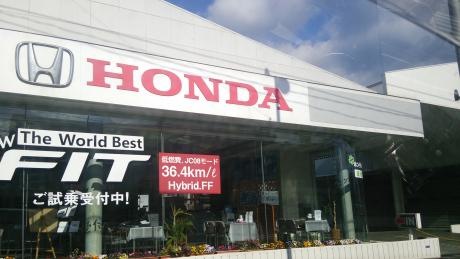 HONDA
The World Best
FIT
ご試乗受付中!
低燃費、JC08モード
36.4km/ℓ
Hybrid.FF